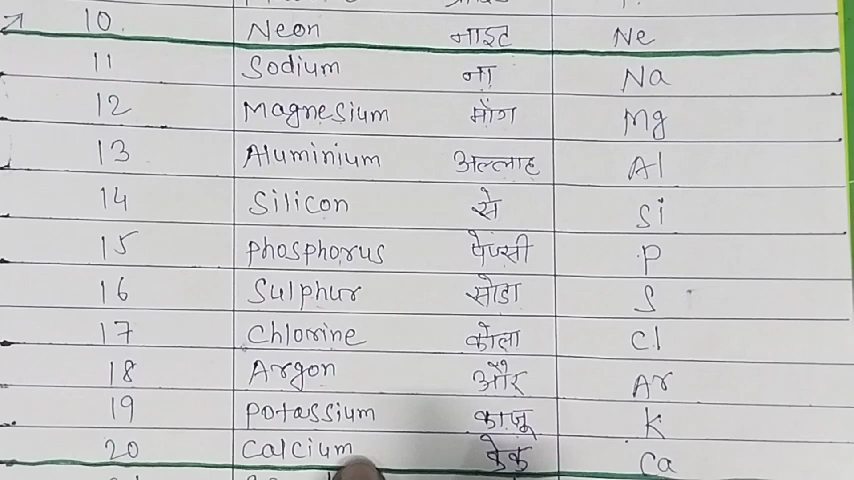 10. Neon नाइट Ne
11 Sodium ना Na
12 Magnesium माँग Mg
13 Aluminium अल्लाह Al
14 Silicon से Si
15 phosphorus पेप्सी P
16 Sulphur सोडा S
17 Chlorine कोला Cl
18 Argon और Ar
19 Potassium काजू K
20 Calcium केक Ca